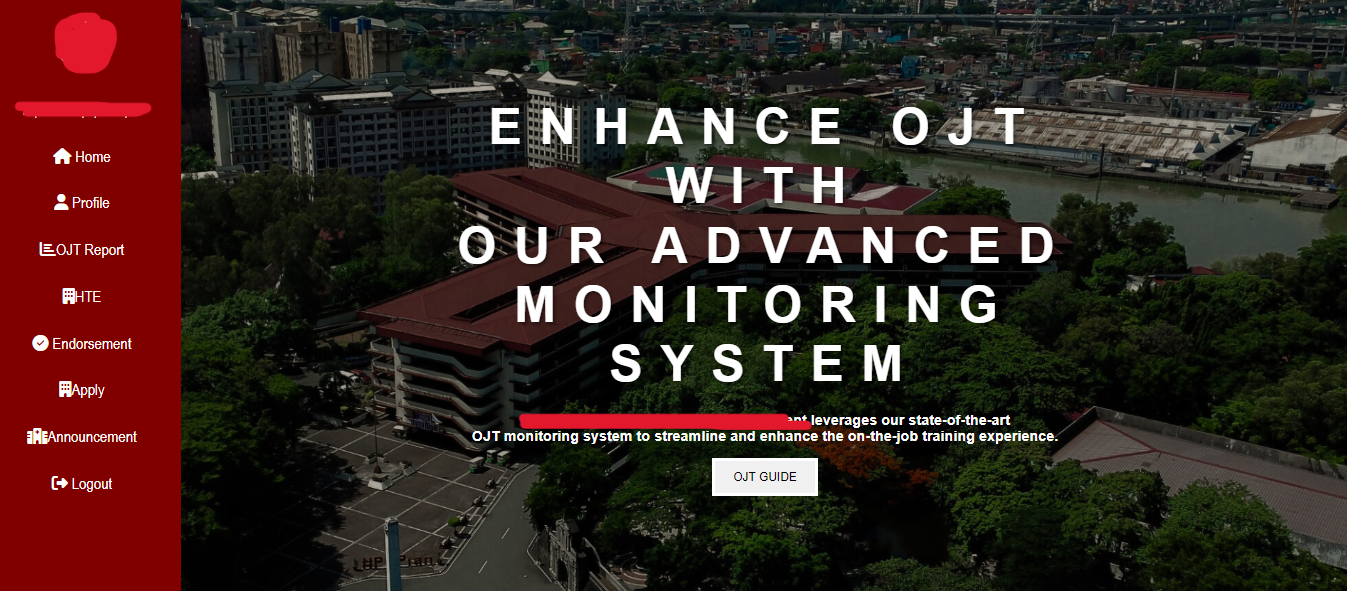 Home
Profile
OJT Report
HTE
Endorsement
Apply
Announcement
Logout
ENHANCE OJT
WITH
OUR ADVANCED
MONITORING
SYSTEM
leverages our state-of-the-art
OJT monitoring system to streamline and enhance the on-the-job training experience.
OJT GUIDE